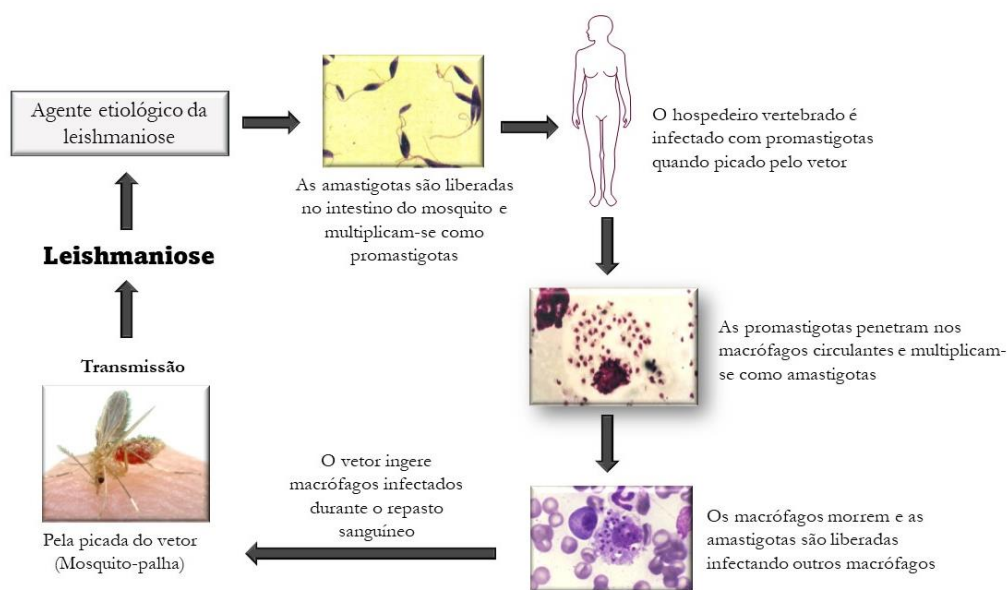 Agente etiológico da
leishmaniose
As amastigotas são liberadas
no intestino do mosquito e
multiplicam-se como
promastigotas
O hospedeiro vertebrado é
infectado com promastigotas
quando picado pelo vetor
As promastigotas penetram nos
macrófagos circulantes e multiplicam-
se como amastigotas
Os macrófagos morrem e as
amastigotas são liberadas
infectando outros macrófagos
O vetor ingere
macrófagos infectados
durante o repasto
sanguíneo
Leishmaniose
Transmissão
Pela picada do vetor
(Mosquito-palha)